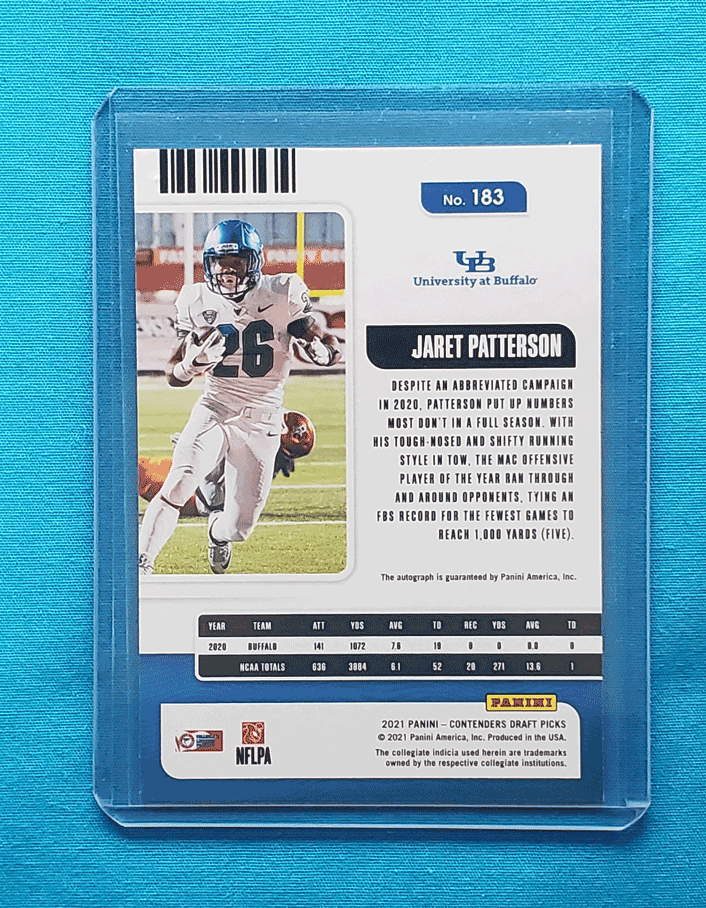 No. 183
UB
University at Buffalo
26
JARET PATTERSON
DESPITE AN ABBREVIATED CAMPAIGN
IN 2020, PATTERSON PUT UP NUMBERS
MOST DON'T IN A FULL SEASON. WITH
HIS TOUGH-NOSED AND SHIFTY RUNNING
STYLE IN TOW, THE MAC OFFENSIVE
PLAYER OF THE YEAR RAN THROUGH
AND AROUND OPPONENTS, TYING AN
FBS RECORD FOR THE FEWEST GAMES TO
REACH 1,000 YARDS (FIVE).
The autograph is guaranteed by Panini America, Inc.
YEAR TEAM ATT YDS AVG TD REC YDS AVG TD
2020 BUFFALO 141 1072 7.6 19 0 0 0.0 0
NCAA TOTALS 636 3884 6.1 52 20 271 13.6 1
PANINI
2021 PANINI – CONTENDERS DRAFT PICKS
© 2021 Panini America, Inc. Produced in the USA.
The collegiate indicia used herein are trademarks
owned by the respective collegiate institutions.
NFLPA